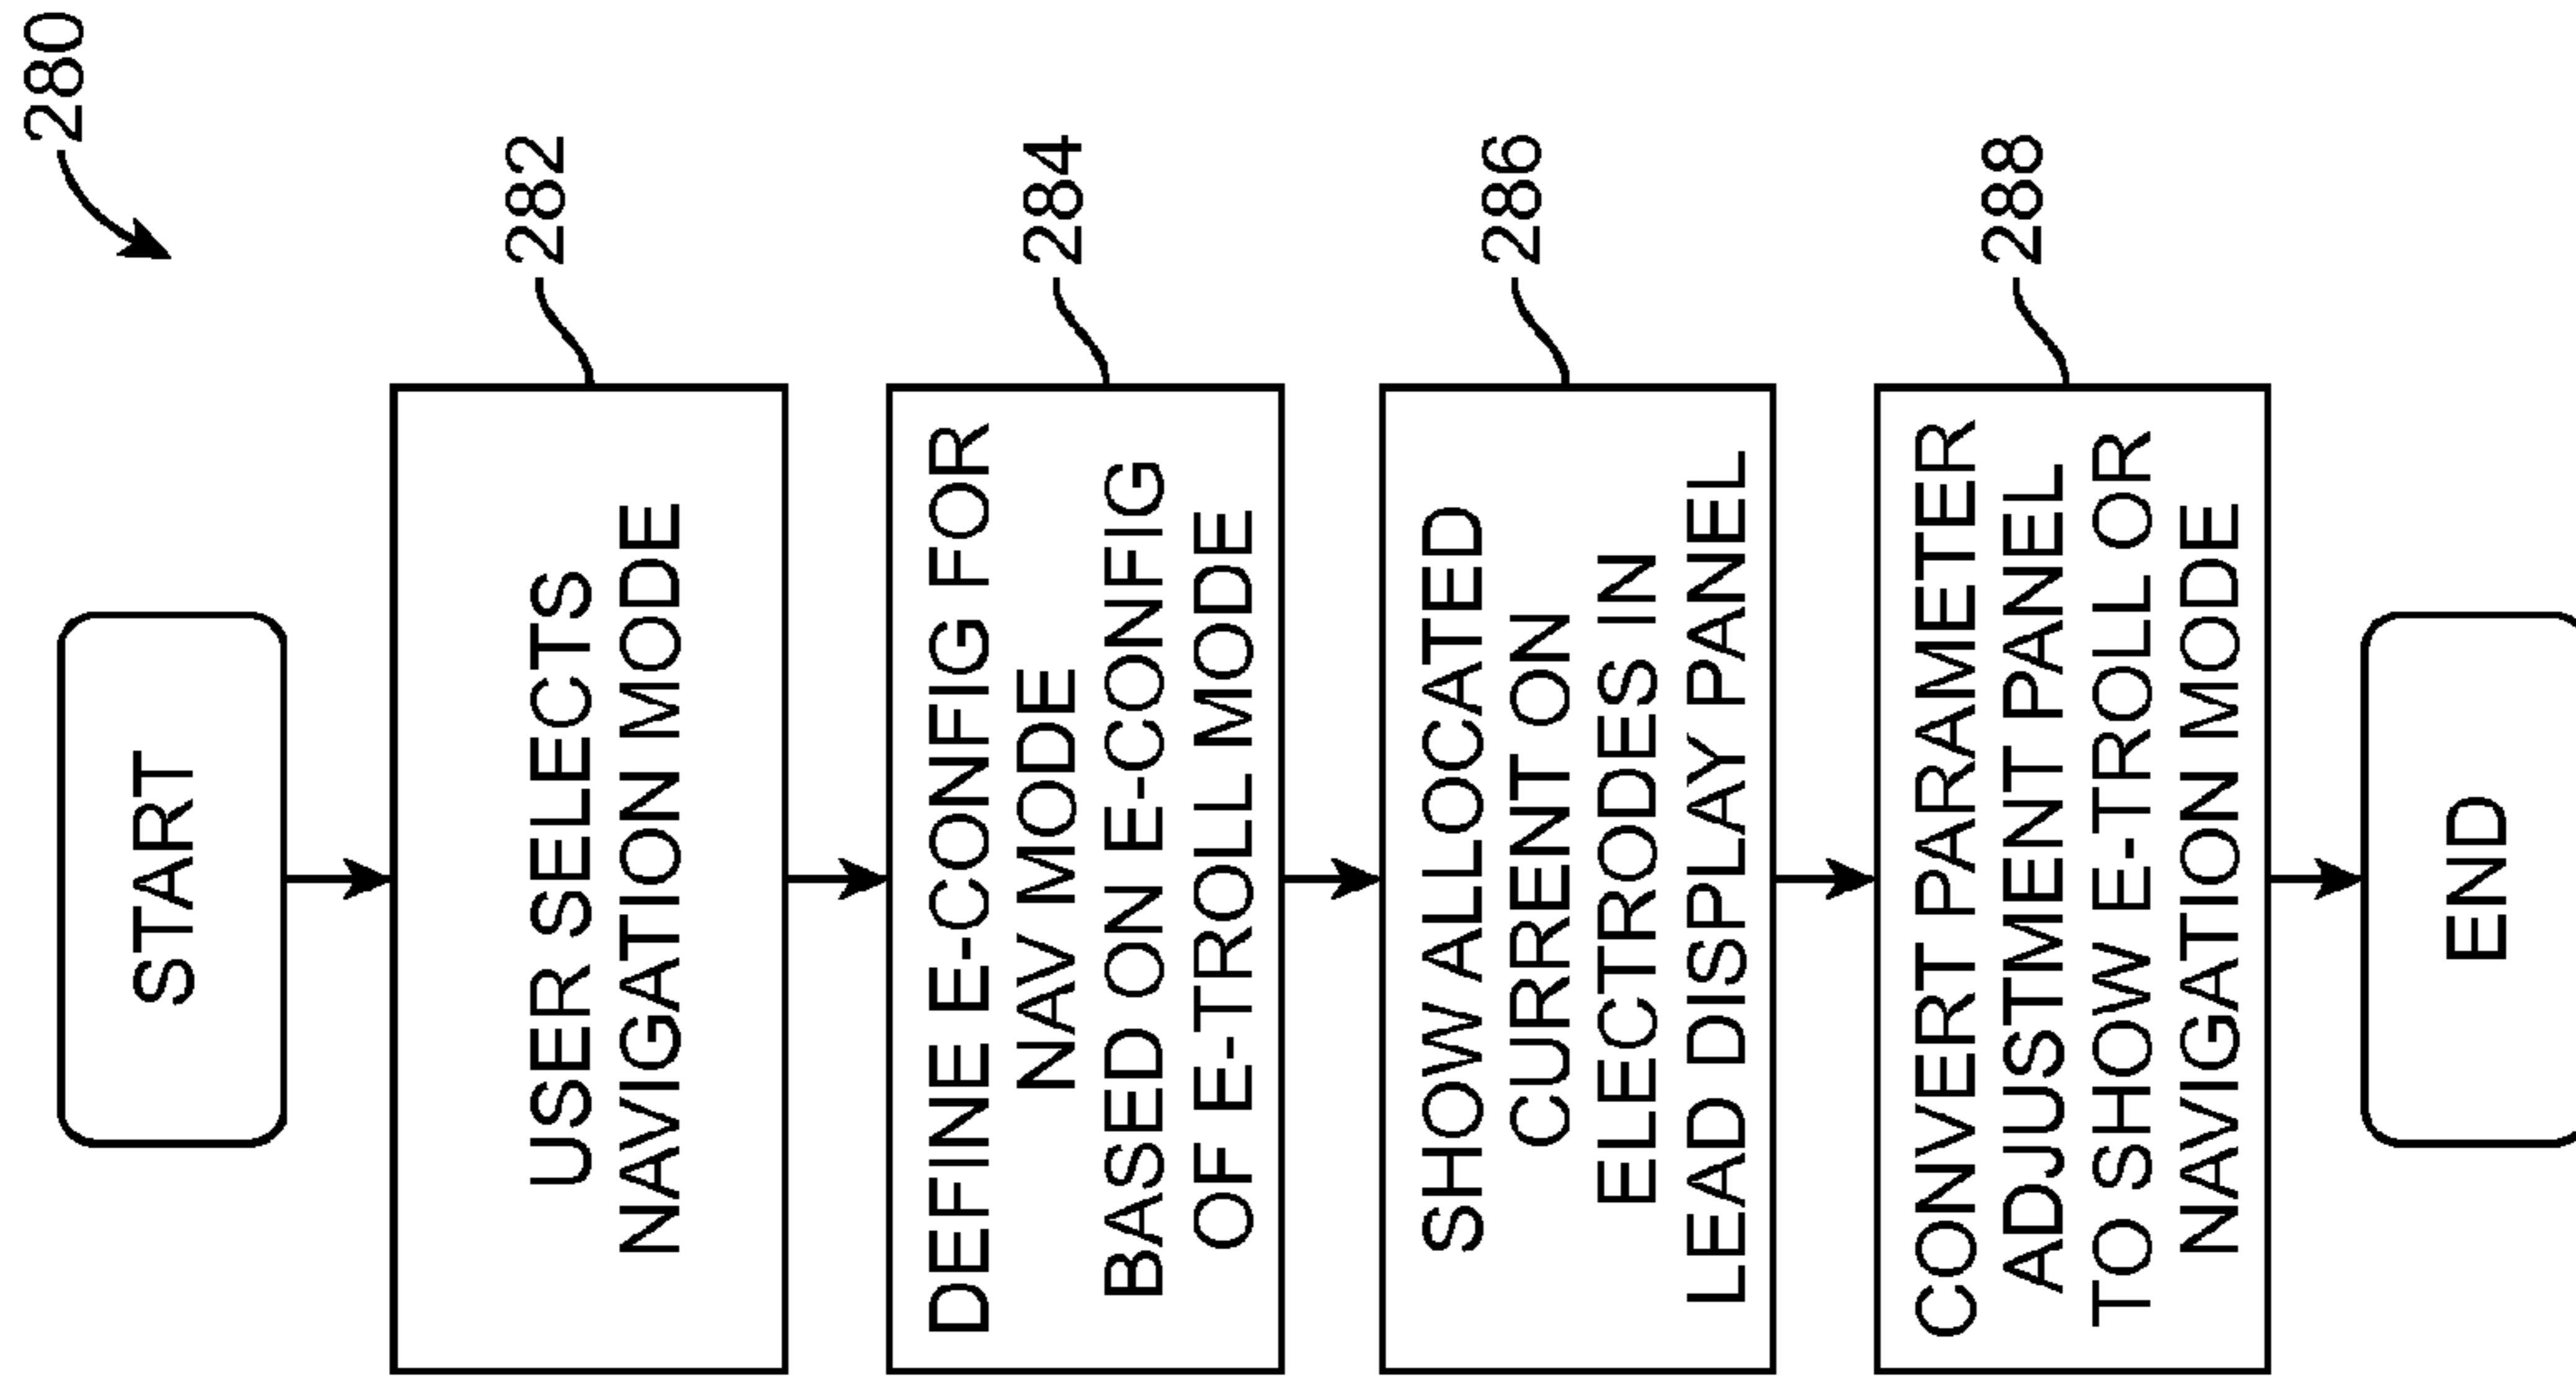 280
START
USER SELECTS
NAVIGATION MODE
282
DEFINE E-CONFIG FOR
NAV MODE
BASED ON E-CONFIG
OF E-TROLL MODE
284
SHOW ALLOCATED
CURRENT ON
ELECTRODES IN
LEAD DISPLAY PANEL
286
CONVERT PARAMETER
ADJUSTMENT PANEL
TO SHOW E-TROLL OR
NAVIGATION MODE
288
END